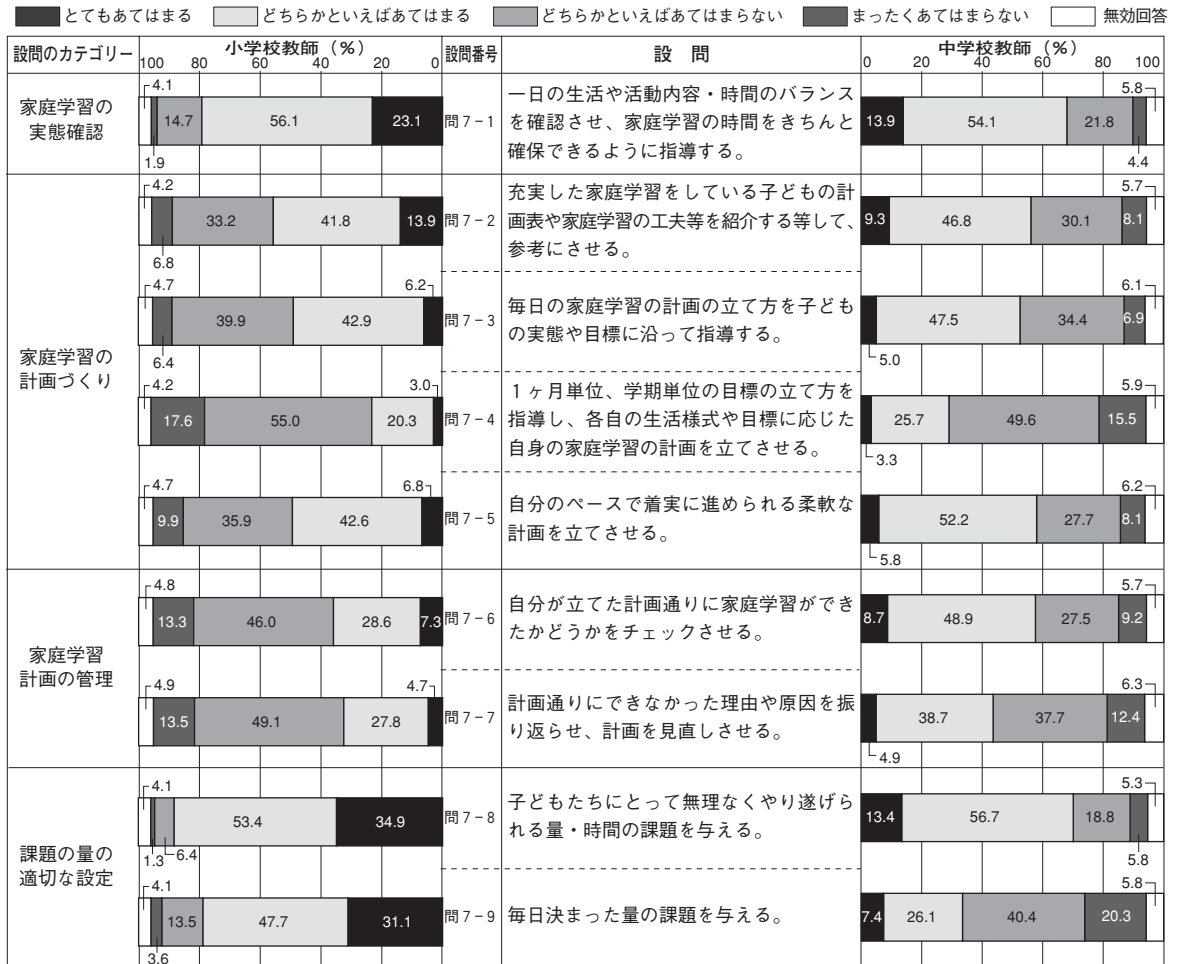 とてもあてはまる どちらかといえばあてはまる どちらかといえばあてはまらない まったくあてはまらない 無効回答
設問のカテゴリー 小学校教師（%） 設問番号 設 問 中学校教師（%）
100 80 60 40 20 0 0 20 40 60 80 100
家庭学習の
実態確認
4.1
14.7 56.1 23.1
1.9
問7－1
一日の生活や活動内容・時間のバランス
を確認させ、家庭学習の時間をきちんと
確保できるように指導する。
5.8
13.9 54.1 21.8
4.4
家庭学習の
計画づくり
4.2
33.2 41.8 13.9
6.8
問7－2
充実した家庭学習をしている子どもの計
画表や家庭学習の工夫等を紹介する等して、
参考にさせる。
5.7
9.3 46.8 30.1 8.1
4.7 6.2
39.9 42.9
6.4
問7－3
毎日の家庭学習の計画の立て方を子ども
の実態や目標に沿って指導する。
6.1
47.5 34.4 6.9
5.0
4.2 3.0
17.6 55.0 20.3
問7－4
1ヶ月単位、学期単位の目標の立て方を
指導し、各自の生活様式や目標に応じた
自身の家庭学習の計画を立てさせる。
5.9
25.7 49.6 15.5
3.3
4.7 6.8
9.9 35.9 42.6
問7－5
自分のペースで着実に進められる柔軟な
計画を立てさせる。
6.2
52.2 27.7 8.1
5.8
家庭学習
計画の管理
4.8
13.3 46.0 28.6 7.3
問7－6
自分が立てた計画通りに家庭学習ができ
たかどうかをチェックさせる。
5.7
8.7 48.9 27.5 9.2
4.9 4.7
13.5 49.1 27.8
問7－7
計画通りにできなかった理由や原因を振
り返らせ、計画を見直しさせる。
6.3
38.7 37.7 12.4
4.9
課題の量の
適切な設定
4.1
53.4 34.9
1.3 6.4
問7－8
子どもたちにとって無理なくやり遂げら
れる量・時間の課題を与える。
5.3
13.4 56.7 18.8
5.8
4.1
13.5 47.7 31.1
3.6
問7－9
毎日決まった量の課題を与える。
5.8
7.4 26.1 40.4 20.3